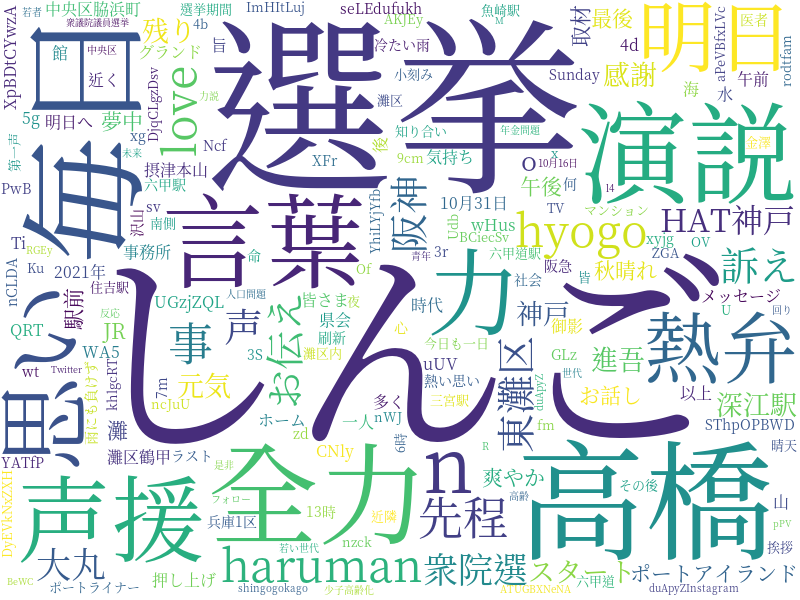 若者
中央区脇浜町
選挙期間
ImHItLuj
seLEdufukh
魚崎駅
M
衆議院議員選挙
4b
残り
グランド
AKJEy
取材
最後
明日
医者
XpBDtCYwzA
館
中央区
日
近く
旨
冷たい雨
4d
感謝
aPeVBfxLVc
午前
rodtfam
love
DjqCLgzDsv
選挙
小刻み
Sunday
海
水
5g
明日へ
夢中
灘区
第一声
力説
未来
xg
Ncf
後
知り合い
年金問題
演説
金澤
毎日
摂津本山
XFr
9cm
気持ち
x
10月16日
PwB
六甲駅
YhiLYjYfb
阪神
o
午後
何
l4
沢山
sv
南側
言葉
10月31日
wHus
TV
マンション
HAT神戸
Ti
RGEy
事務所
命
Udb
BCiecSv
hyogo
青年
3r
六甲道駅
xyjg
OV
nCLDA
Ku
2021年
住吉駅
Of
皆さま
夜
力
阪急
秋晴れ
ZGA
訴え
しんご
駅前
UGzjZQL
人口問題
お伝え
時代
社会
皆
メッセージ
QRT
反応
JR
事
声
県会
刷新
心
神戸
御影
U
回り
WA5
3S
灘区内
今日も一日
GLz
進吾
熱弁
wt
Twitter
khlgcRT
7m
元気
uUV
熱い思い
世代
duApyZ
お話し
以上
思い
雨にも負けず
ncJuU
ホーム
多く
三宮駅
東灘区
深江駅
灘
一人
nWJ
fm
SThpOPBWD
YATfP
灘区鶴甲
ラスト
zd
CNly
6時
n
R
晴天
DyEVkNaZXH
声援
是非
全力
爽やか
その後
高橋
フォロー
13時
近隣
先程
高齢
山
pPV
兵庫1区
大丸
若い世代
nzck
haruman
衆院選
スタート
ポートアイランド
挨拶
BeWC
ポートライナー
押し上げ
shingogokago
少子高齢化
ATUGBXNeNA
六甲道
duApyZInstagram